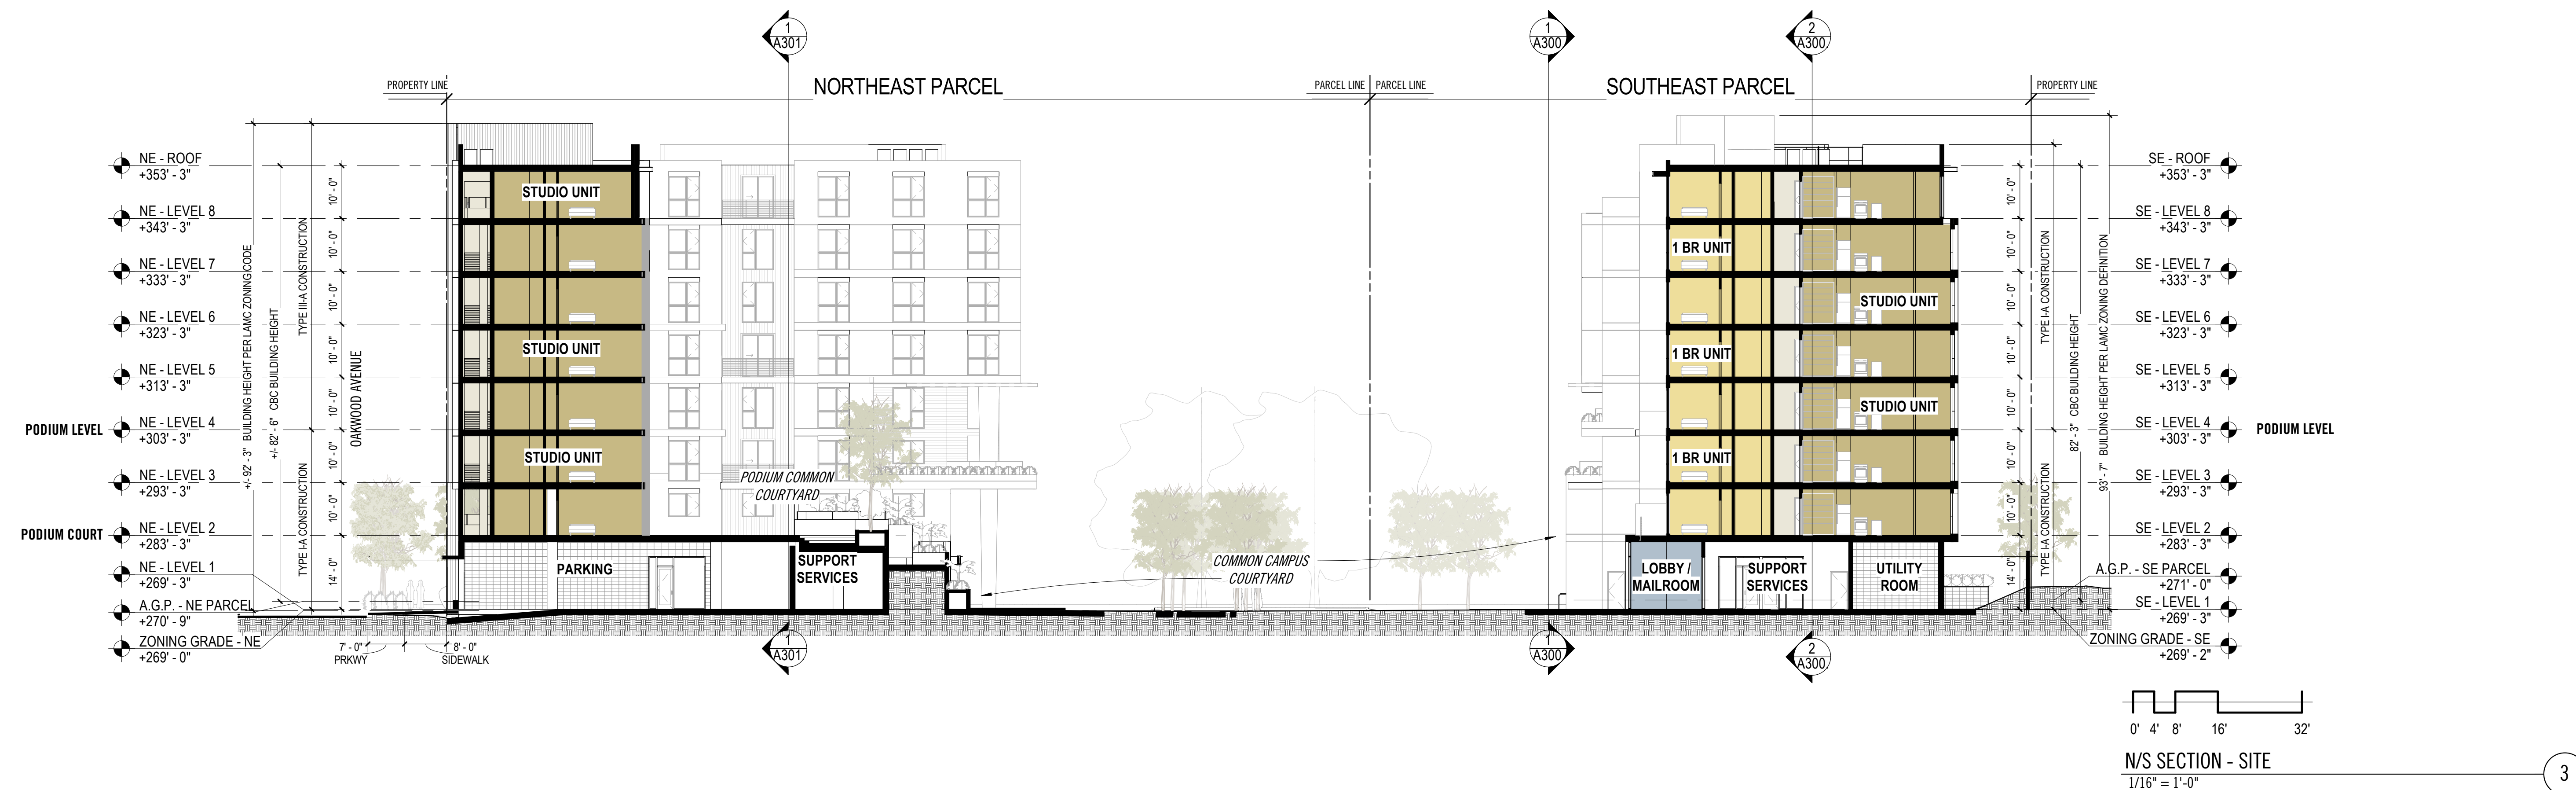 1
A301
1
A300
2
A300
PROPERTY LINE
NORTHEAST PARCEL
PARCEL LINE
PARCEL LINE
SOUTHEAST PARCEL
PROPERTY LINE
NE - ROOF
+353' - 3"
NE - LEVEL 8
+343' - 3"
NE - LEVEL 7
+333' - 3"
NE - LEVEL 6
+323' - 3"
NE - LEVEL 5
+313' - 3"
PODIUM LEVEL
NE - LEVEL 4
+303' - 3"
NE - LEVEL 3
+293' - 3"
PODIUM COURT
NE - LEVEL 2
+283' - 3"
NE - LEVEL 1
+269' - 3"
A.G.P. - NE PARCEL
+270' - 9"
ZONING GRADE - NE
+269' - 0"
+/- 92' - 3" BUILDING HEIGHT PER LAMC ZONING CODE
+/- 82' - 6" CBC BUILDING HEIGHT
TYPE III-A CONSTRUCTION
TYPE I-A CONSTRUCTION
10' - 0"
10' - 0"
10' - 0"
10' - 0"
10' - 0"
10' - 0"
10' - 0"
14' - 0"
OAKWOOD AVENUE
7' - 0"
PRKWY
8' - 0"
SIDEWALK
STUDIO UNIT
STUDIO UNIT
STUDIO UNIT
PARKING
SUPPORT
SERVICES
PODIUM COMMON
COURTYARD
COMMON CAMPUS
COURTYARD
1 BR UNIT
STUDIO UNIT
1 BR UNIT
STUDIO UNIT
1 BR UNIT
LOBBY /
MAILROOM
SUPPORT
SERVICES
UTILITY
ROOM
10' - 0"
10' - 0"
10' - 0"
10' - 0"
10' - 0"
10' - 0"
10' - 0"
14' - 0"
TYPE I-A CONSTRUCTION
TYPE I-A CONSTRUCTION
82' - 3" CBC BUILDING HEIGHT
93' - 7" BUILDING HEIGHT PER LAMC ZONING DEFINITION
SE - ROOF
+353' - 3"
SE - LEVEL 8
+343' - 3"
SE - LEVEL 7
+333' - 3"
SE - LEVEL 6
+323' - 3"
SE - LEVEL 5
+313' - 3"
SE - LEVEL 4
+303' - 3"
PODIUM LEVEL
SE - LEVEL 3
+293' - 3"
SE - LEVEL 2
+283' - 3"
A.G.P. - SE PARCEL
+271' - 0"
SE - LEVEL 1
+269' - 3"
ZONING GRADE - SE
+269' - 2"
1
A301
1
A300
2
A300
0' 4' 8' 16' 32'
N/S SECTION - SITE
1/16" = 1'-0"
3